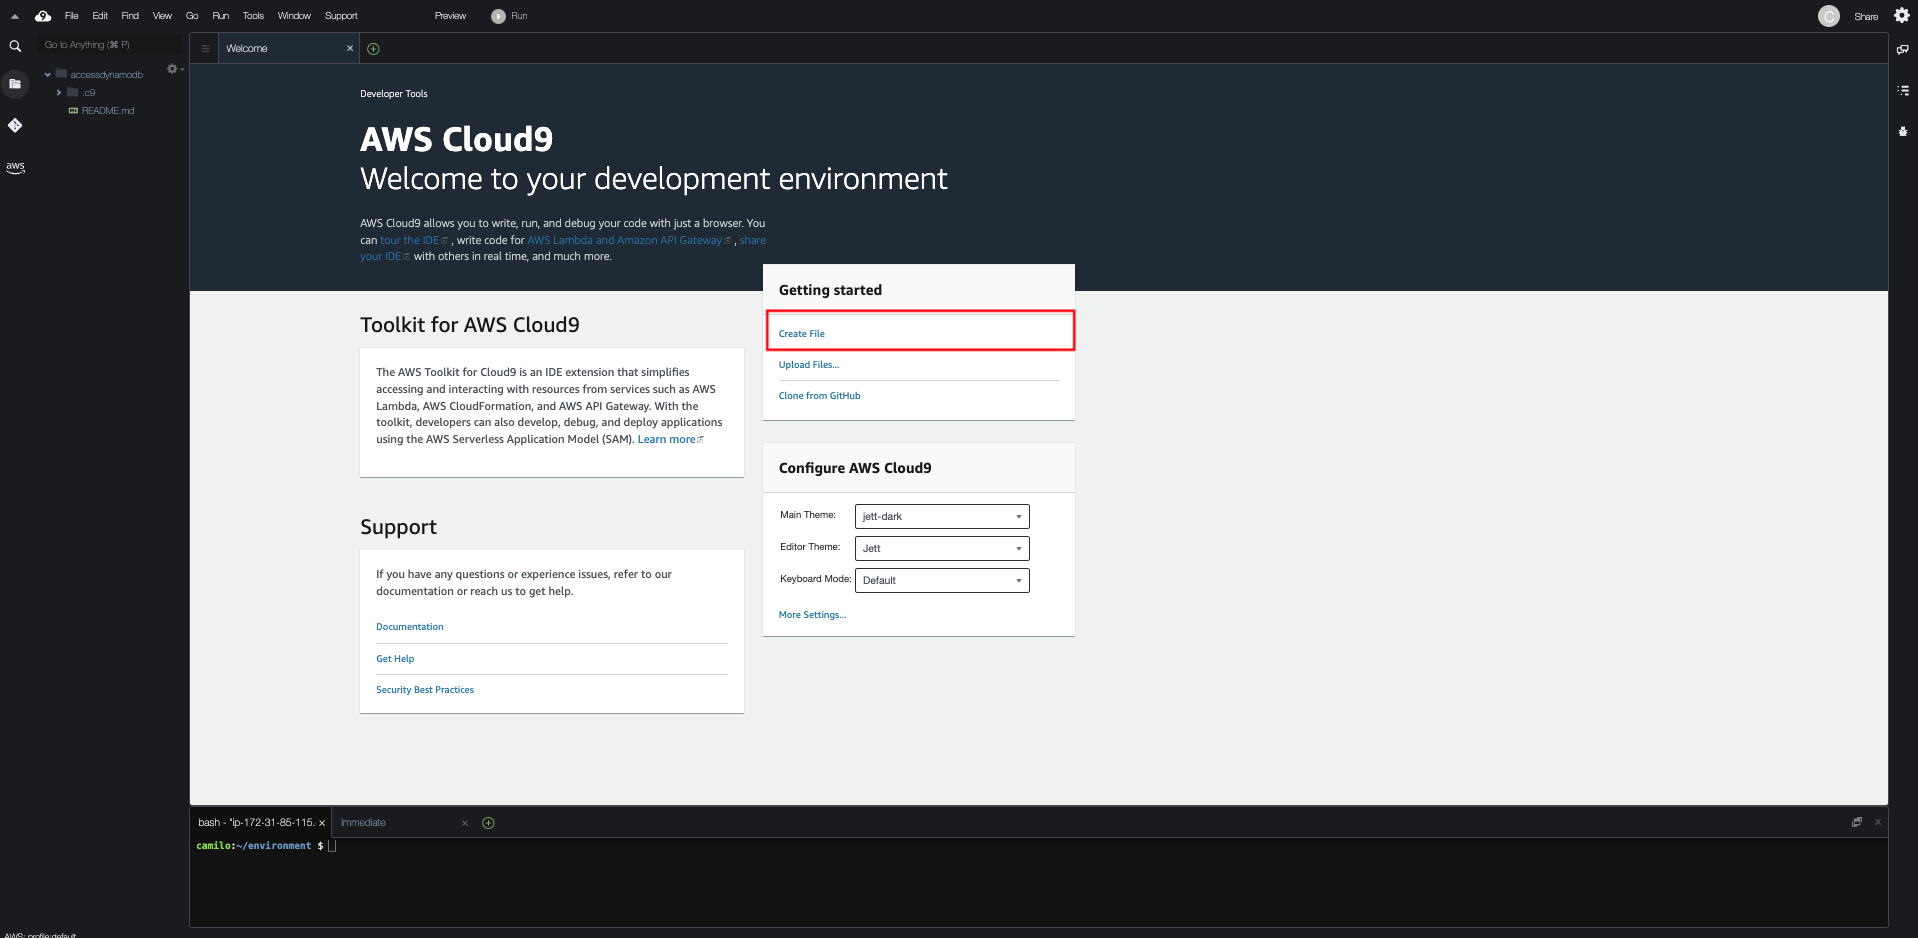 File Edit Find View Go Run Tools Window Support Preview Run C Share
Go to Anything (⌘ P)
Welcome
accessdynamodb
.c9
README.md
aws
Developer Tools
AWS Cloud9
Welcome to your development environment
AWS Cloud9 allows you to write, run, and debug your code with just a browser. You
can tour the IDE , write code for AWS Lambda and Amazon API Gateway , share
your IDE with others in real time, and much more.
Toolkit for AWS Cloud9
The AWS Toolkit for Cloud9 is an IDE extension that simplifies
accessing and interacting with resources from services such as AWS
Lambda, AWS CloudFormation, and AWS API Gateway. With the
toolkit, developers can also develop, debug, and deploy applications
using the AWS Serverless Application Model (SAM). Learn more
Support
If you have any questions or experience issues, refer to our
documentation or reach us to get help.
Documentation
Get Help
Security Best Practices
Getting started
Create File
Upload Files...
Clone from GitHub
Configure AWS Cloud9
Main Theme: jett-dark
Editor Theme: Jett
Keyboard Mode: Default
More Settings...
bash - "ip-172-31-85-115. Immediate
camilo:~/environment $
AWS: profile:default